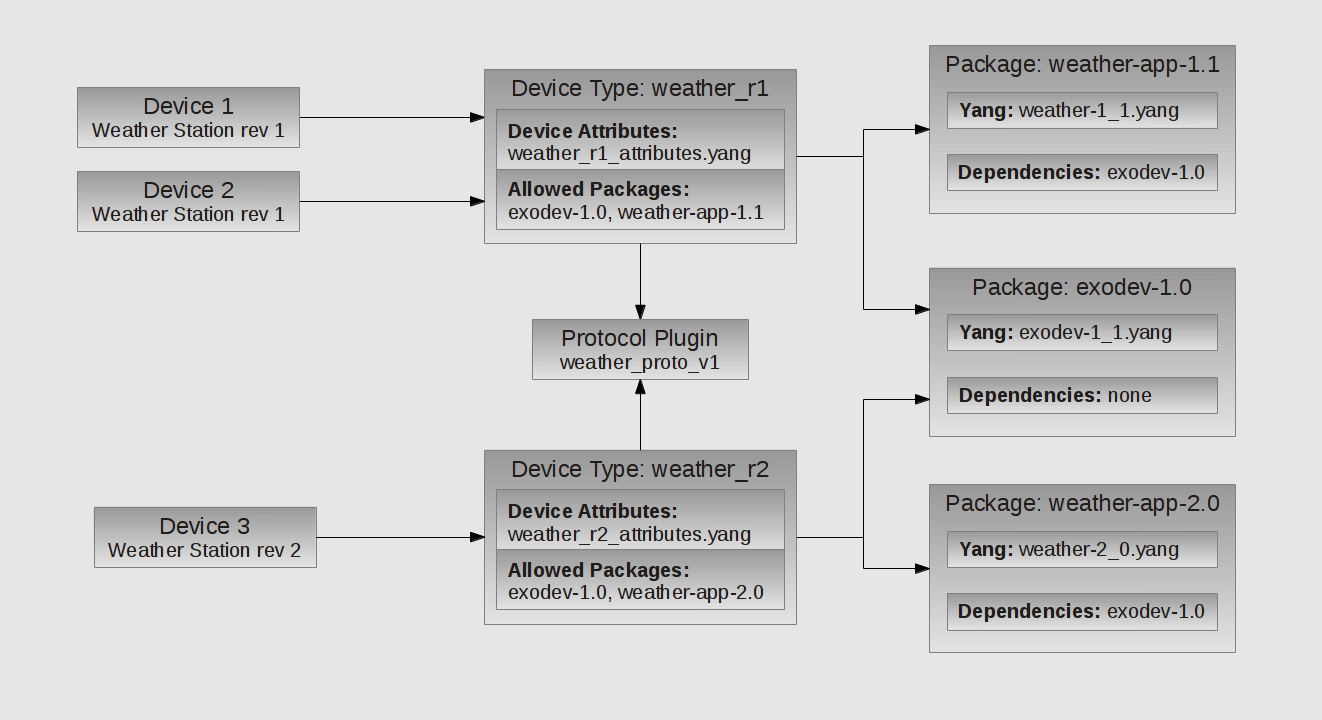 Device 1
Weather Station rev 1
Device 2
Weather Station rev 1
Device 3
Weather Station rev 2
Device Type: weather_r1
Device Attributes:
weather_r1_attributes.yang
Allowed Packages:
exodev-1.0, weather-app-1.1
Protocol Plugin
weather_proto_v1
Device Type: weather_r2
Device Attributes:
weather_r2_attributes.yang
Allowed Packages:
exodev-1.0, weather-app-2.0
Package: weather-app-1.1
Yang: weather-1_1.yang
Dependencies: exodev-1.0
Package: exodev-1.0
Yang: exodev-1_1.yang
Dependencies: none
Package: weather-app-2.0
Yang: weather-2_0.yang
Dependencies: exodev-1.0